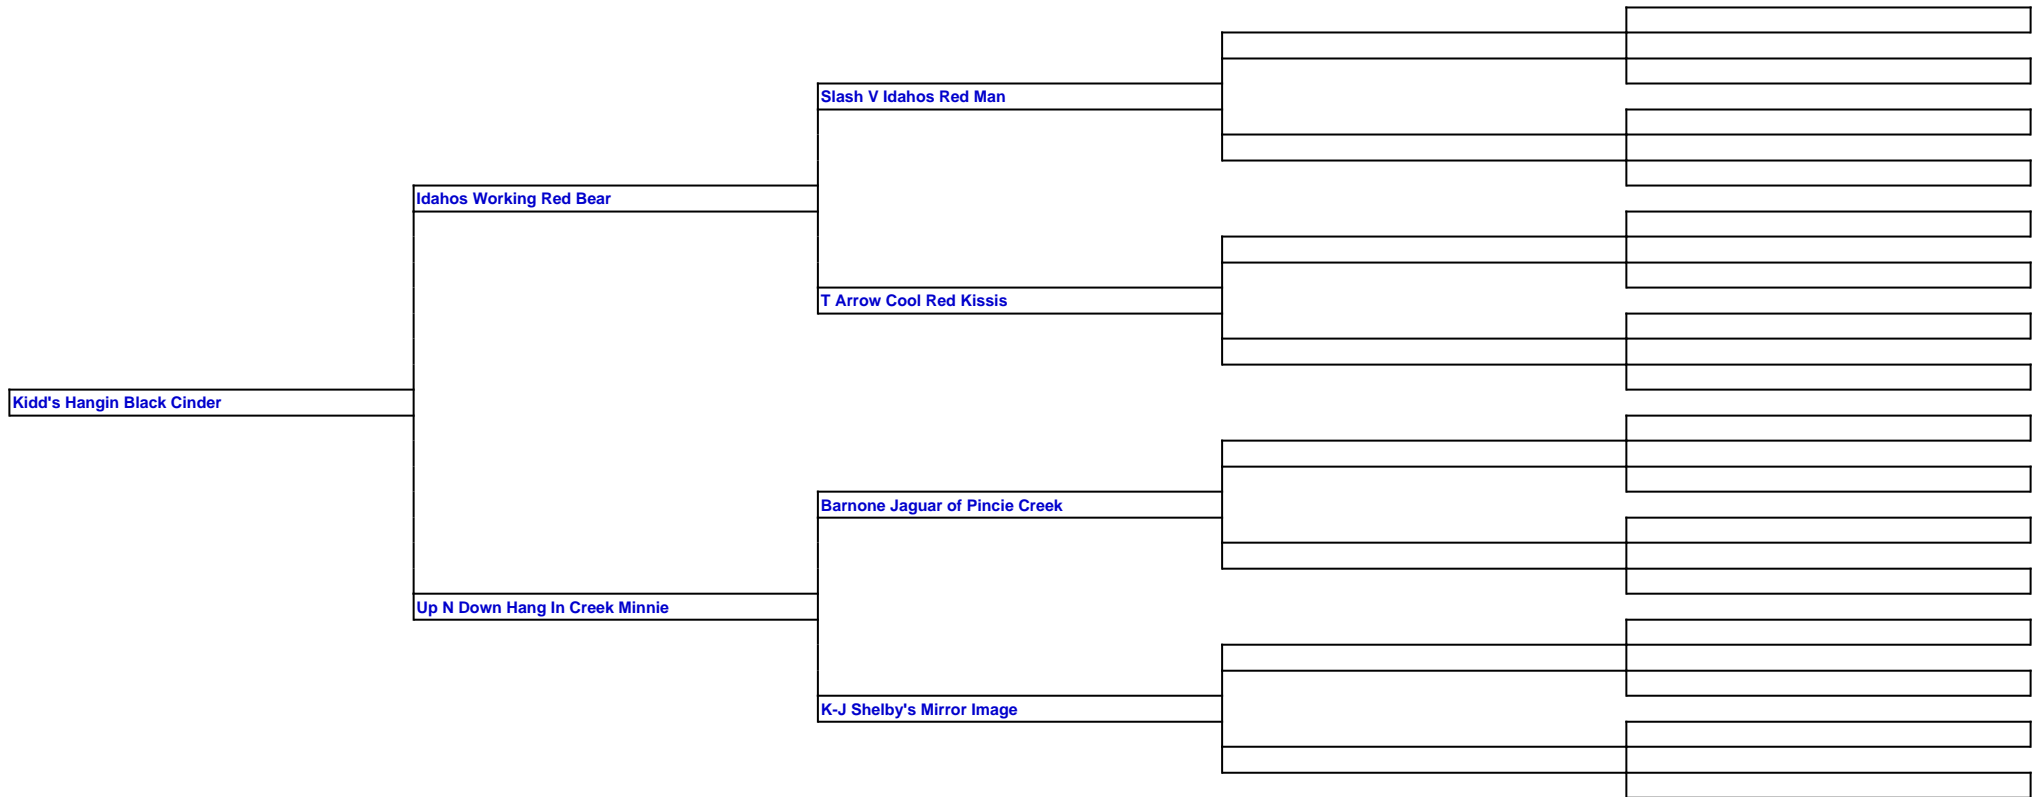 Slash V Idahos Red Man
Idahos Working Red Bear
T Arrow Cool Red Kissis
Kidd's Hangin Black Cinder
Barnone Jaguar of Pincie Creek
Up N Down Hang In Creek Minnie
K-J Shelby's Mirror Image